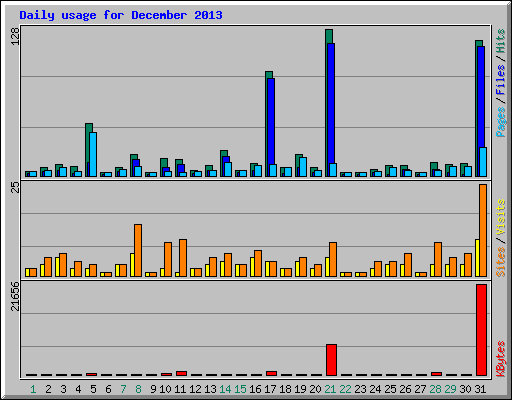 Daily usage for December 2013
128
Pages / Files / Hits
25
Sites / Visits
21656
KBytes
1 2 3 4 5 6 7 8 9 10 11 12 13 14 15 16 17 18 19 20 21 22 23 24 25 26 27 28 29 30 31